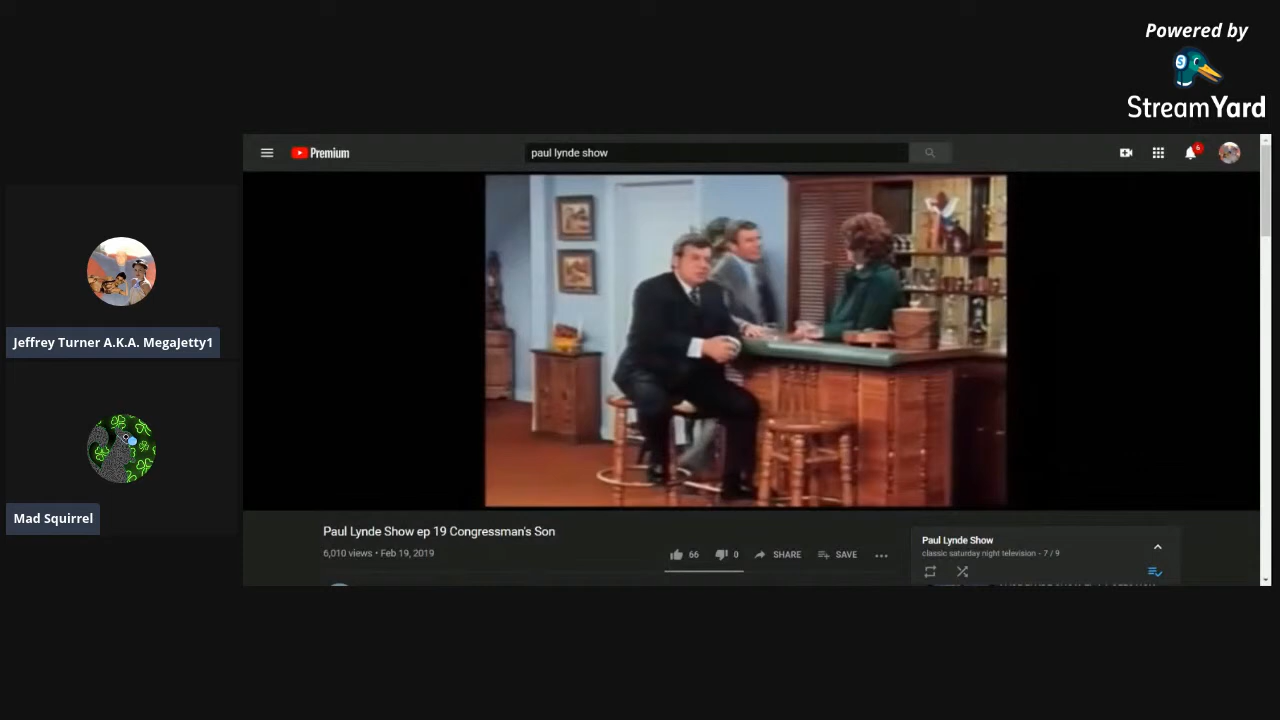 Powered by
StreamYard
Premium
paul lynde show
6
Jeffrey Turner A.K.A. MegaJetty1
Mad Squirrel
Paul Lynde Show ep 19 Congressman's Son
6,010 views • Feb 19, 2019
66
0
SHARE
SAVE
Paul Lynde Show
classic saturday night television - 7 / 9